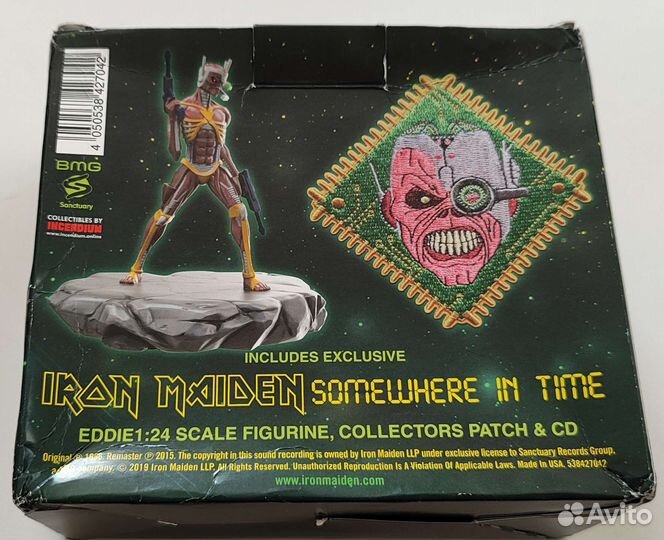 4 050538 427042
BMG
Sanctuary
COLLECTIBLES BY
INCENDIUM
www.incendium.online
INCLUDES EXCLUSIVE
IRON MAIDEN SOMEWHERE IN TIME
EDDIE1:24 SCALE FIGURINE, COLLECTORS PATCH & CD
Original ℗ 1986. Remaster ℗ 2015. The copyright in this sound recording is owned by Iron Maiden LLP under exclusive license to Sanctuary Records Group,
a BMG company. © 2019 Iron Maiden LLP. All Rights Reserved. Unauthorized Reproduction Is A Violation Of Applicable Laws. Made In USA. 538427042
www.ironmaiden.com
Avito